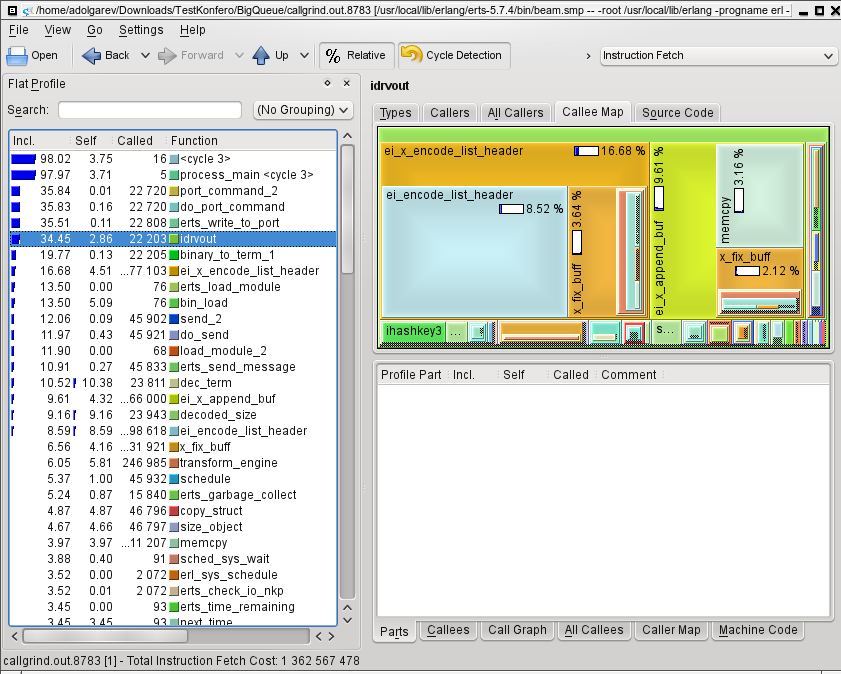 /home/adolgarev/Downloads/TestKonfero/BigQueue/callgrind.out.8783 [/usr/local/lib/erlang/erts-5.7.4/bin/beam.smp -- -root /usr/local/lib/erlang -progname erl -
File View Go Settings Help
Open Back Forward Up % Relative Cycle Detection Instruction Fetch
Flat Profile
Search: (No Grouping)
Incl. Self Called Function
98.02 3.75 16 <cycle 3>
97.97 3.71 5 process_main <cycle 3>
35.84 0.01 22 720 port_command_2
35.83 0.16 22 720 do_port_command
35.51 0.11 22 808 erts_write_to_port
34.45 2.86 22 203 idrvout
19.77 0.13 22 205 binary_to_term_1
16.68 4.51 ...77 103 ei_x_encode_list_header
13.50 0.00 76 erts_load_module
13.50 5.09 76 bin_load
12.06 0.09 45 902 send_2
11.97 0.43 45 921 do_send
11.90 0.00 68 load_module_2
10.91 0.27 45 833 erts_send_message
10.52 10.38 23 811 dec_term
9.61 4.32 ...66 000 ei_x_append_buf
9.16 9.16 23 943 decoded_size
8.59 8.59 ...98 618 ei_encode_list_header
6.56 4.16 ...31 921 x_fix_buff
6.05 5.81 246 985 transform_engine
5.37 1.00 45 932 schedule
5.24 0.87 15 840 erts_garbage_collect
4.87 4.87 46 796 copy_struct
4.67 4.66 46 797 size_object
3.97 3.97 ...11 207 memcpy
3.88 0.40 91 sched_sys_wait
3.52 0.00 2 072 erl_sys_schedule
3.52 0.01 2 072 erts_check_io_nkp
3.45 0.00 93 erts_time_remaining
3.45 3.45 93 next_time
idrvout
Types Callers All Callers Callee Map Source Code
ei_x_encode_list_header 16.68 %
ei_encode_list_header
8.52 %
x_fix_buff 3.64 %
ei_x_append_buf 9.61 %
memcpy 3.16 %
x_fix_buff
2.12 %
ihashkey3 ... s...
Profile Part Incl. Self Called Comment
Parts Callees Call Graph All Callees Caller Map Machine Code
callgrind.out.8783 [1] - Total Instruction Fetch Cost: 1 362 567 478